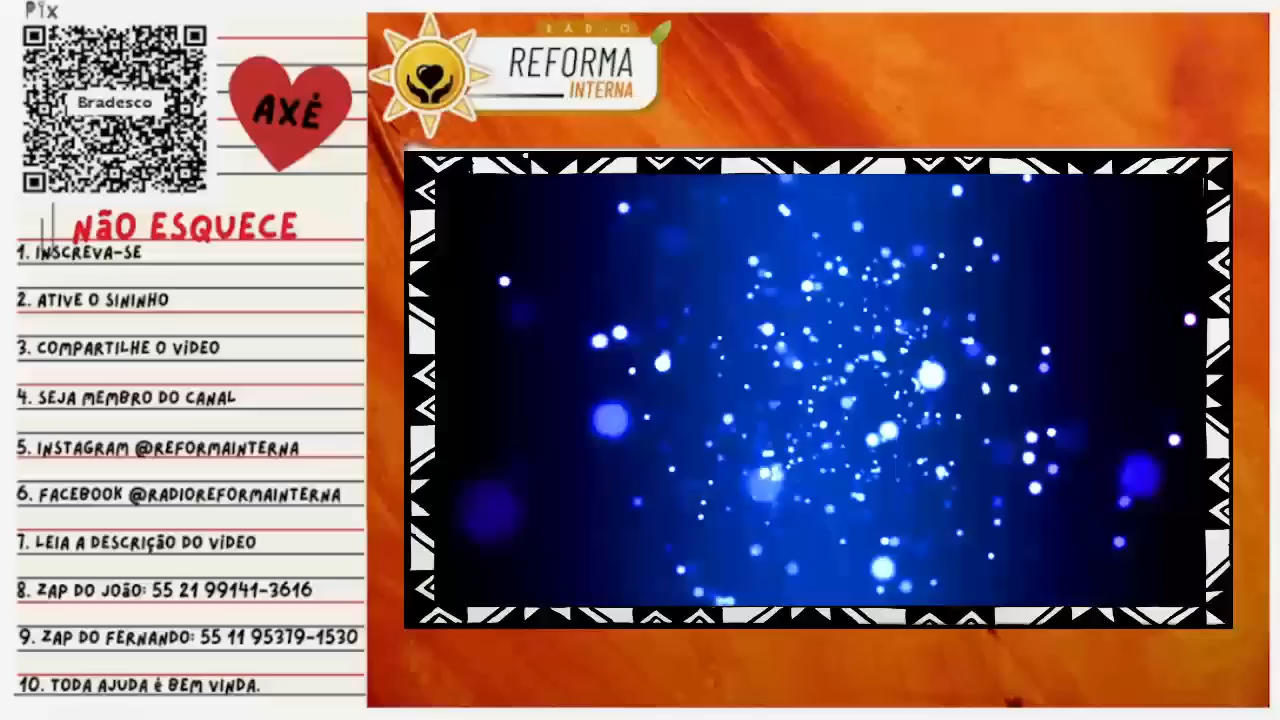 Pix
Bradesco
AXÉ
RÁDIO
REFORMA
INTERNA
NÃO ESQUECE
1. INSCREVA-SE
2. ATIVE O SININHO
3. COMPARTILHE O VÍDEO
4. SEJA MEMBRO DO CANAL
5. INSTAGRAM @REFORMAINTERNA
6. FACEBOOK @RADIOREFORMAINTERNA
7. LEIA A DESCRIÇÃO DO VÍDEO
8. ZAP DO JOÃO: 55 21 99141-3616
9. ZAP DO FERNANDO: 55 11 95379-1530
10. TODA AJUDA É BEM VINDA.